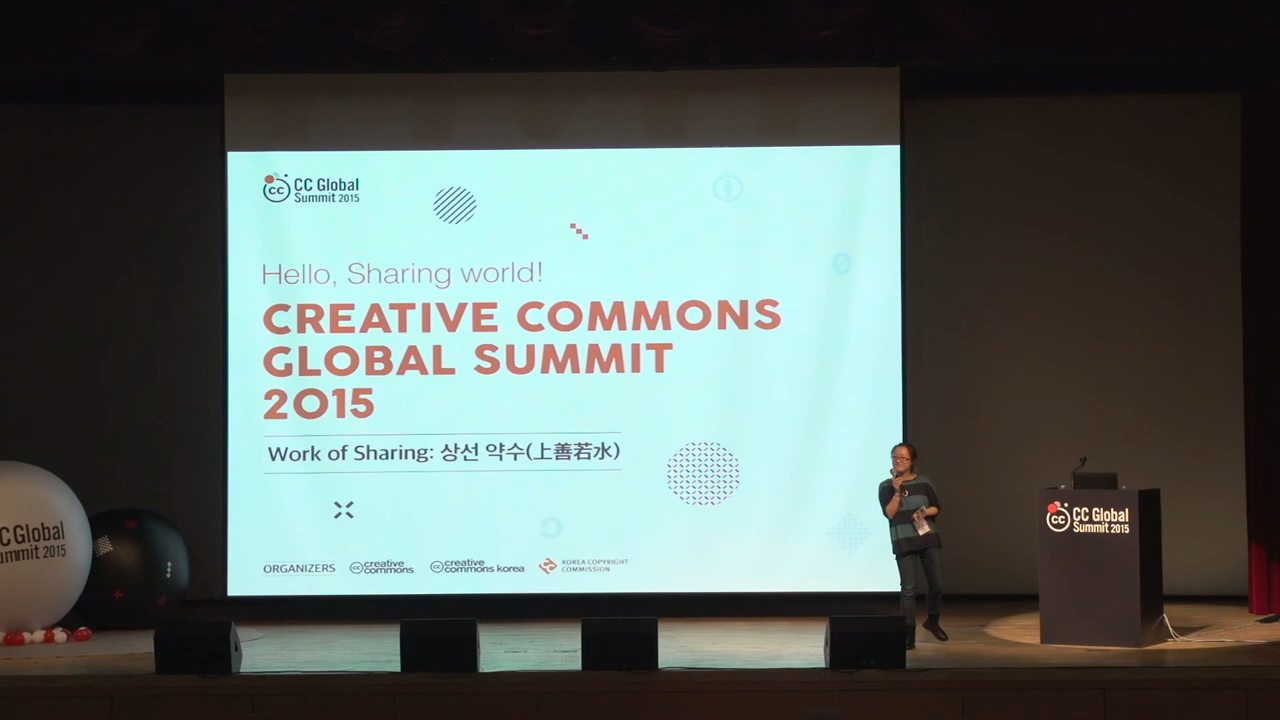 CC Global
Summit 2015
Hello, Sharing world!
CREATIVE COMMONS
GLOBAL SUMMIT
2015
Work of Sharing: 상선 약수(上善若水)
ORGANIZERS
cc creative commons
cc creative commons korea
KOREA COPYRIGHT
COMMISSION
C Global
ummit 2015
CC Global
Summit 2015